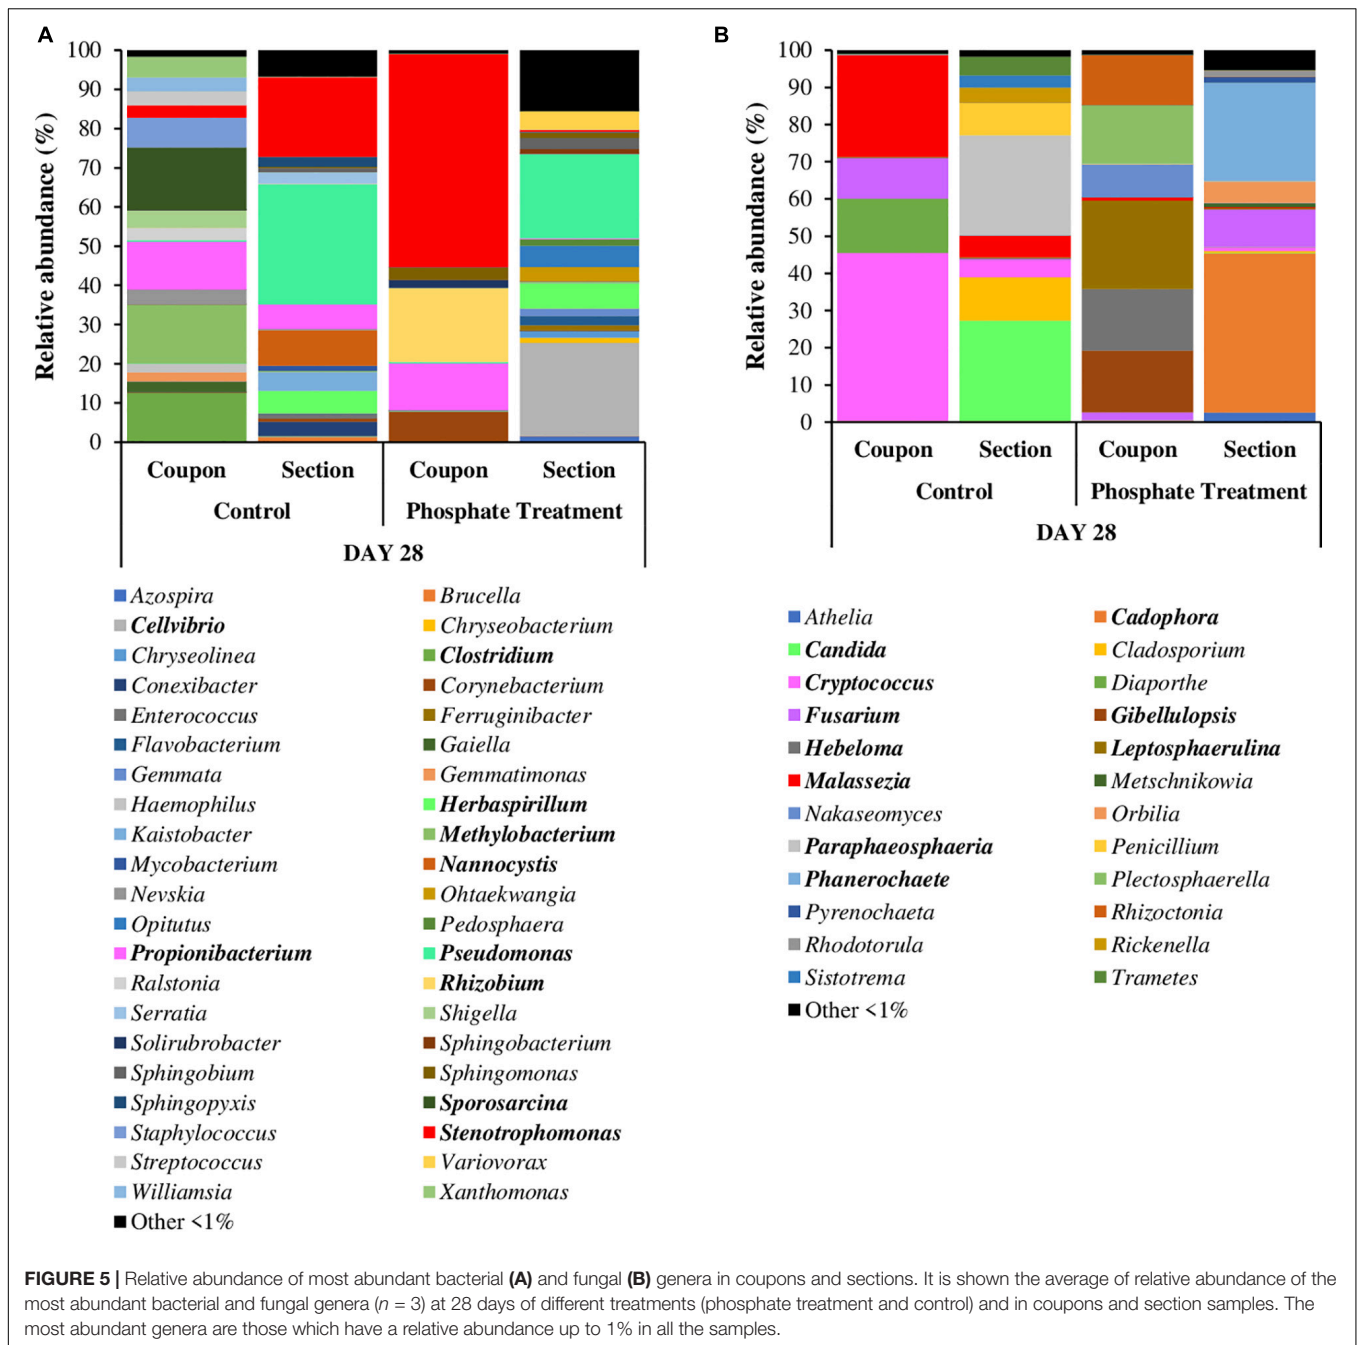 A
100
90
80
70
60
50
40
30
20
10
0
Relative abundance (%)
Coupon Section Coupon Section
Control Phosphate Treatment
DAY 28
Azospira Brucella
Cellvibrio Chryseobacterium
Chryseolinea Clostridium
Conexibacter Corynebacterium
Enterococcus Ferruginibacter
Flavobacterium Gaiella
Gemmata Gemmatimonas
Haemophilus Herbaspirillum
Kaistobacter Methylobacterium
Mycobacterium Nannocystis
Nevskia Ohtaekwangia
Opitutus Pedosphaera
Propionibacterium Pseudomonas
Ralstonia Rhizobium
Serratia Shigella
Solirubrobacter Sphingobacterium
Sphingobium Sphingomonas
Sphingopyxis Sporosarcina
Staphylococcus Stenotrophomonas
Streptococcus Variovorax
Williamsia Xanthomonas
Other <1%
B
100
90
80
70
60
50
40
30
20
10
0
Relative abundance (%)
Coupon Section Coupon Section
Control Phosphate Treatment
DAY 28
Athelia Cadophora
Candida Cladosporium
Cryptococcus Diaporthe
Fusarium Gibellulopsis
Hebeloma Leptosphaerulina
Malassezia Metschnikowia
Nakaseomyces Orbilia
Paraphaeosphaeria Penicillium
Phanerochaete Plectosphaerella
Pyrenochaeta Rhizoctonia
Rhodotorula Rickenella
Sistotrema Trametes
Other <1%
FIGURE 5 | Relative abundance of most abundant bacterial (A) and fungal (B) genera in coupons and sections. It is shown the average of relative abundance of the
most abundant bacterial and fungal genera (n = 3) at 28 days of different treatments (phosphate treatment and control) and in coupons and section samples. The
most abundant genera are those which have a relative abundance up to 1% in all the samples.